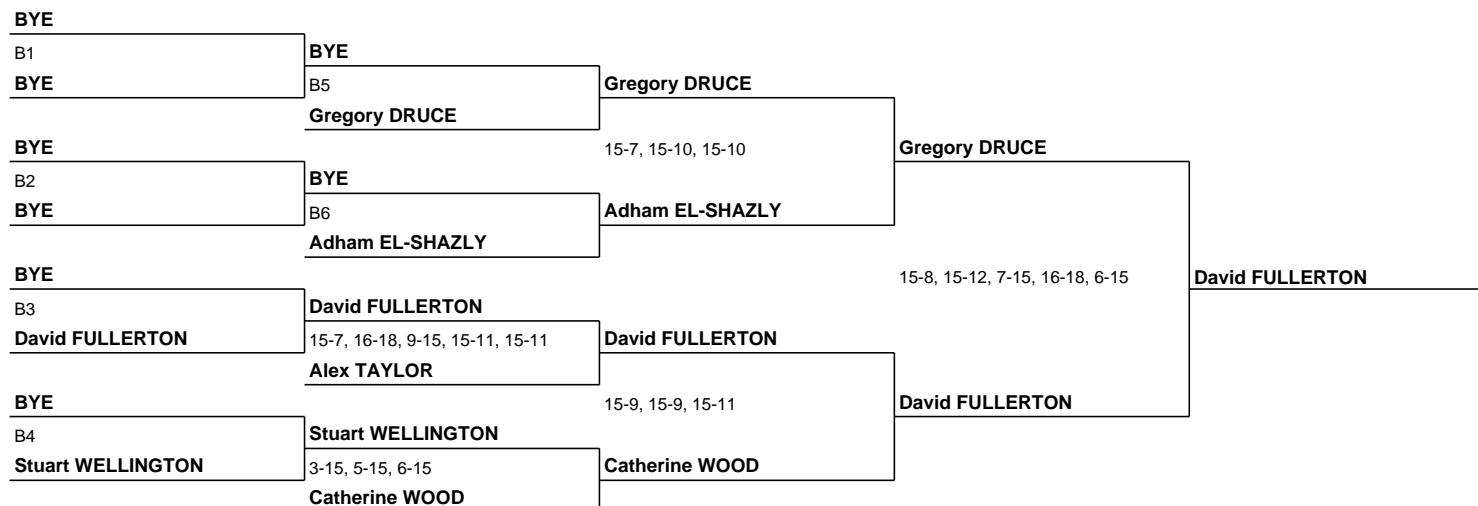 BYE
B1
BYE
BYE
B2
BYE
BYE
B3
David FULLERTON
BYE
B4
Stuart WELLINGTON
BYE
B5
Gregory DRUCE
BYE
B6
Adham EL-SHAZLY
David FULLERTON
15-7, 16-18, 9-15, 15-11, 15-11
Alex TAYLOR
Stuart WELLINGTON
3-15, 5-15, 6-15
Catherine WOOD
Gregory DRUCE
15-7, 15-10, 15-10
Adham EL-SHAZLY
David FULLERTON
15-9, 15-9, 15-11
Catherine WOOD
Gregory DRUCE
15-8, 15-12, 7-15, 16-18, 6-15
David FULLERTON
David FULLERTON